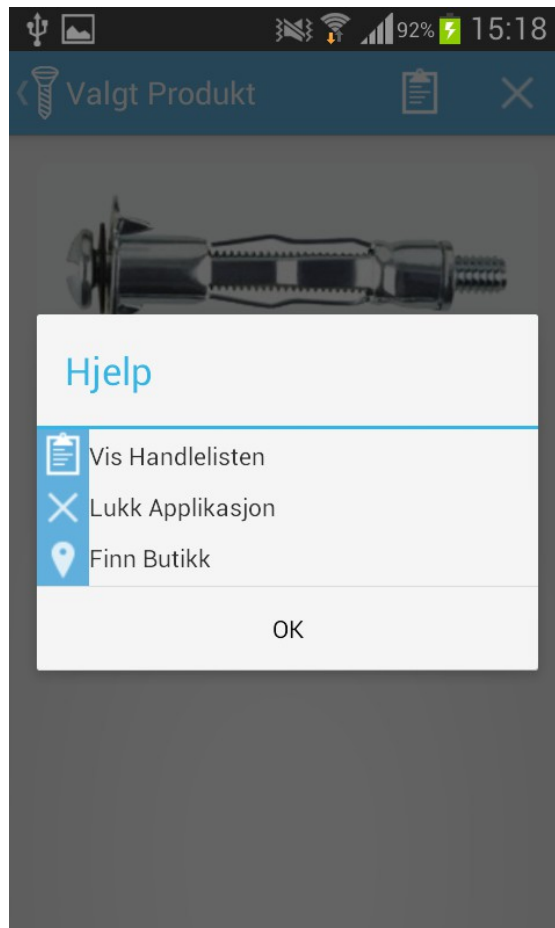 92% 15:18
Valgt Produkt
Hjelp
Vis Handlelisten
Lukk Applikasjon
Finn Butikk
OK